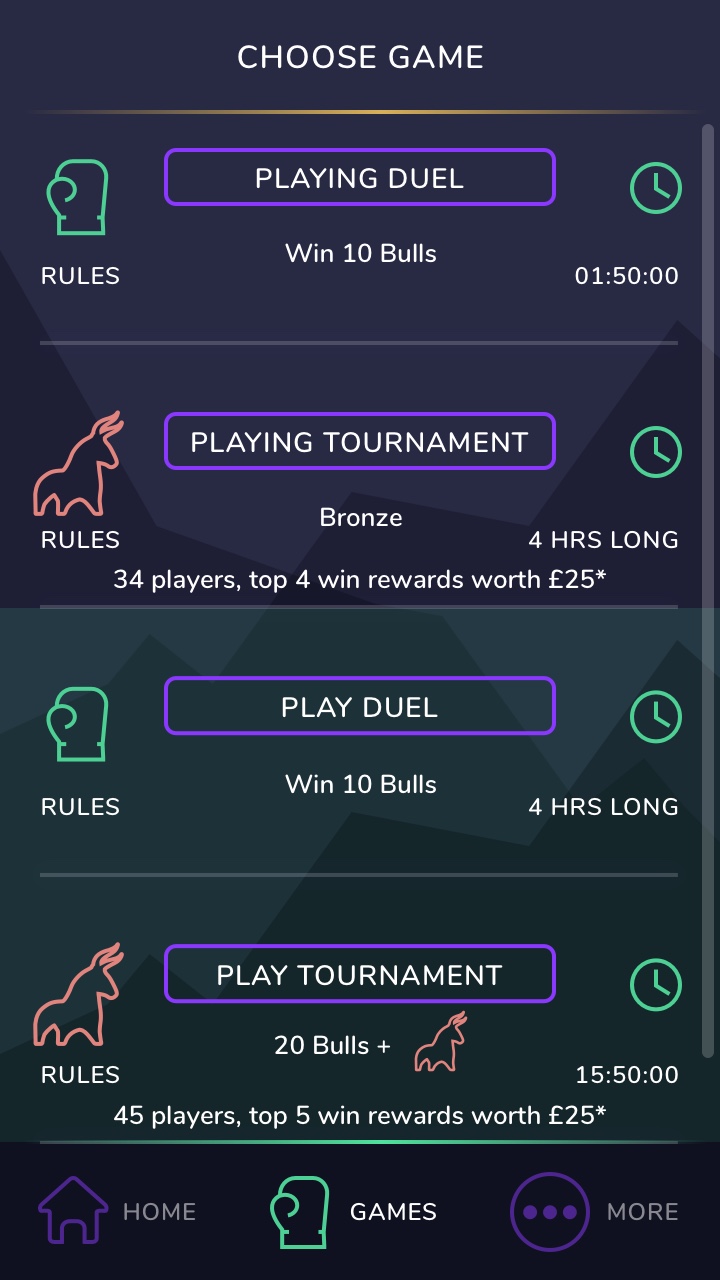 CHOOSE GAME
PLAYING DUEL
Win 10 Bulls
RULES
01:50:00
PLAYING TOURNAMENT
Bronze
RULES
4 HRS LONG
34 players, top 4 win rewards worth £25*
PLAY DUEL
Win 10 Bulls
RULES
4 HRS LONG
PLAY TOURNAMENT
20 Bulls +
RULES
15:50:00
45 players, top 5 win rewards worth £25*
HOME
GAMES
MORE